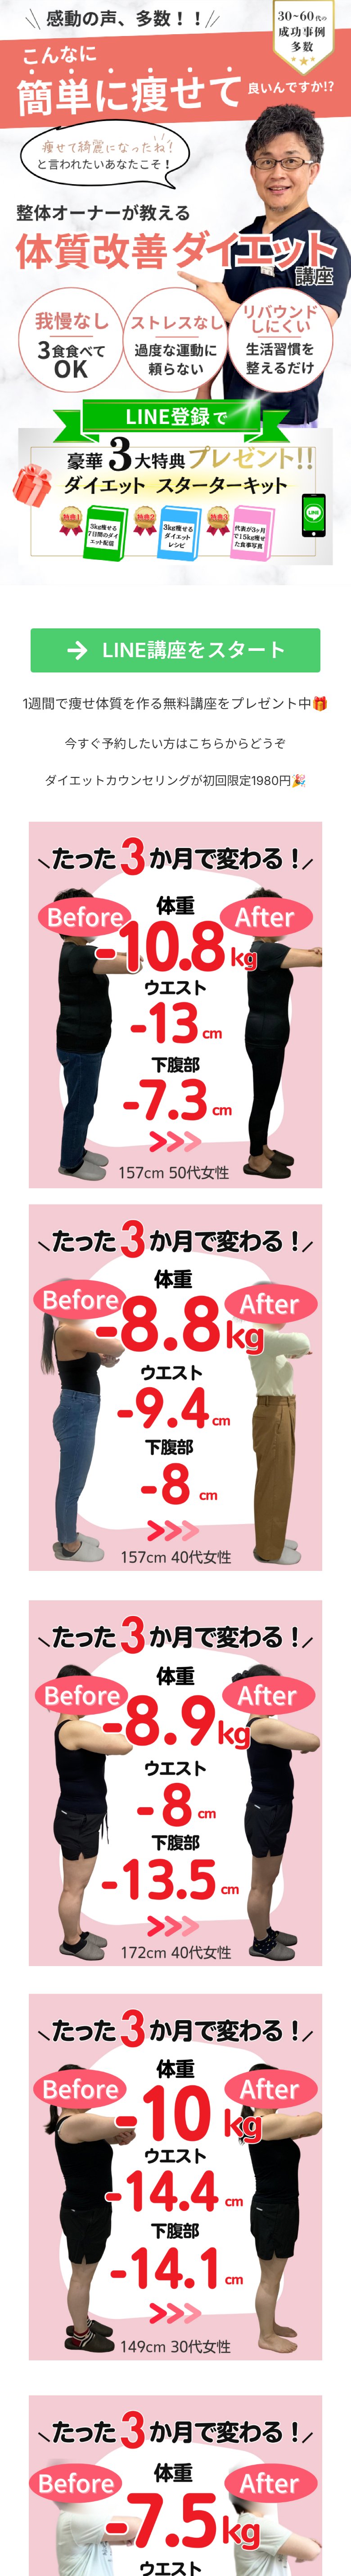 感動の声、多数！！
30~60代の
成功事例
多数
こんなに
簡単に痩せて良いんですか!?
痩せて綺麗になったね！
と言われたいあなたこそ！
整体オーナーが教える
体質改善ダイエット
講座
我慢なし
3食食べて
OK
ストレスなし
過度な運動に
頼らない
リバウンド
しにくい
生活習慣を
整えるだけ
LINE登録で
豪華3大特典プレゼント!!
ダイエット スターターキット
特典1
3kg痩せる
7日間のダイ
エット配信
特典2
3kg痩せる
ダイエット
レシピ
特典3
代表が3ヶ月
で15kg痩せ
た食事写真
LINE
→ LINE講座をスタート
1週間で痩せ体質を作る無料講座をプレゼント中🎁
今すぐ予約したい方はこちらからどうぞ
ダイエットカウンセリングが初回限定1980円🎉
たった3か月で変わる！
Before
After
体重
-10.8kg
ウエスト
-13cm
下腹部
-7.3cm
157cm 50代女性
たった3か月で変わる！
Before
After
体重
-8.8kg
ウエスト
-9.4cm
下腹部
-8cm
157cm 40代女性
たった3か月で変わる！
Before
After
体重
-8.9kg
ウエスト
-8cm
下腹部
-13.5cm
172cm 40代女性
たった3か月で変わる！
Before
After
体重
-10kg
ウエスト
-14.4cm
下腹部
-14.1cm
149cm 30代女性
たった3か月で変わる！
Before
After
体重
-7.5kg
ウエスト